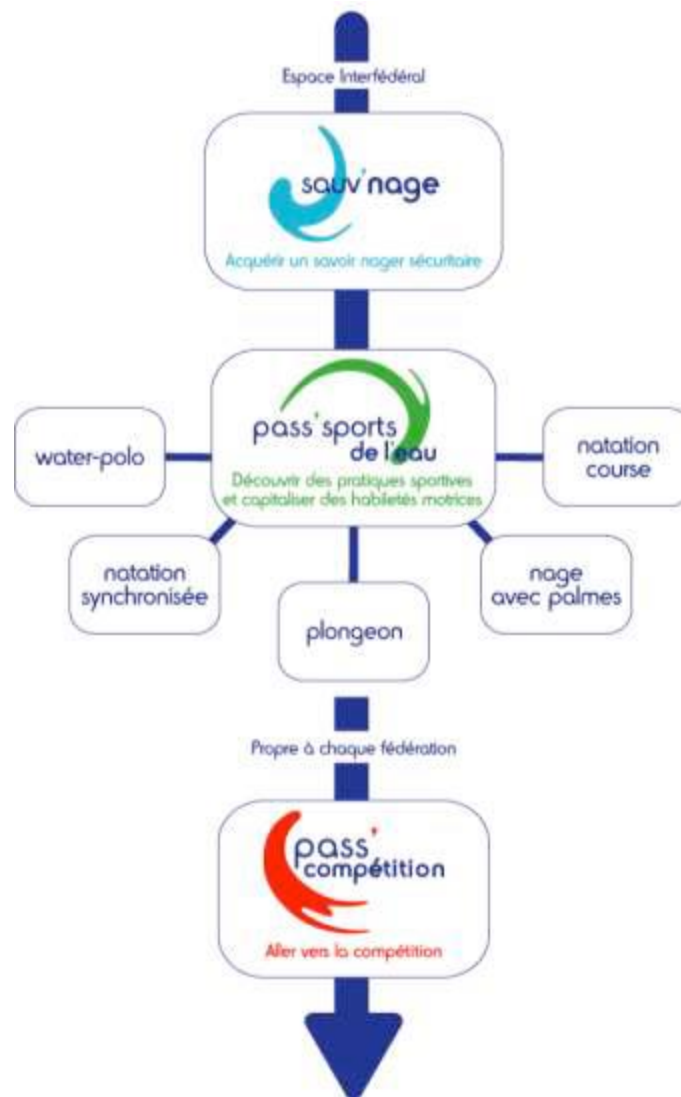 Espace Interfédéral
sauv'nage
Acquérir un savoir nager sécuritaire
pass'sports
de l'eau
Découvrir des pratiques sportives
et capitaliser des habiletés motrices
water-polo
natation
course
natation
synchronisée
nage
avec palmes
plongeon
Propre à chaque fédération
pass'
compétition
Aller vers la compétition